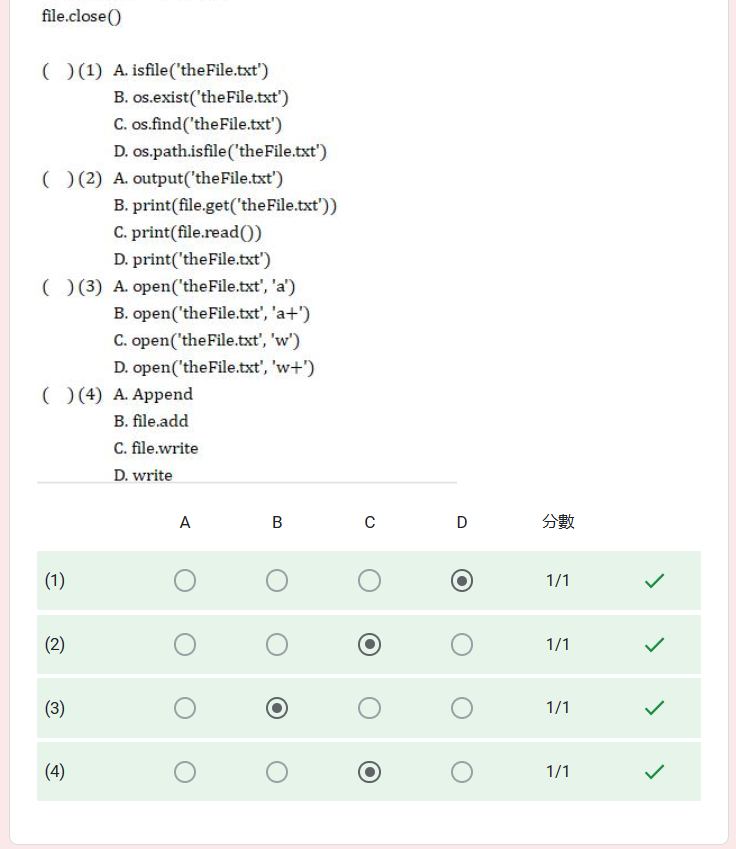 file.close()
(   )(1) A. isfile('theFile.txt')
B. os.exist('theFile.txt')
C. os.find('theFile.txt')
D. os.path.isfile('theFile.txt')
(   )(2) A. output('theFile.txt')
B. print(file.get('theFile.txt'))
C. print(file.read())
D. print('theFile.txt')
(   )(3) A. open('theFile.txt', 'a')
B. open('theFile.txt', 'a+')
C. open('theFile.txt', 'w')
D. open('theFile.txt', 'w+')
(   )(4) A. Append
B. file.add
C. file.write
D. write
A B C D 分數
(1) 1/1
(2) 1/1
(3) 1/1
(4) 1/1